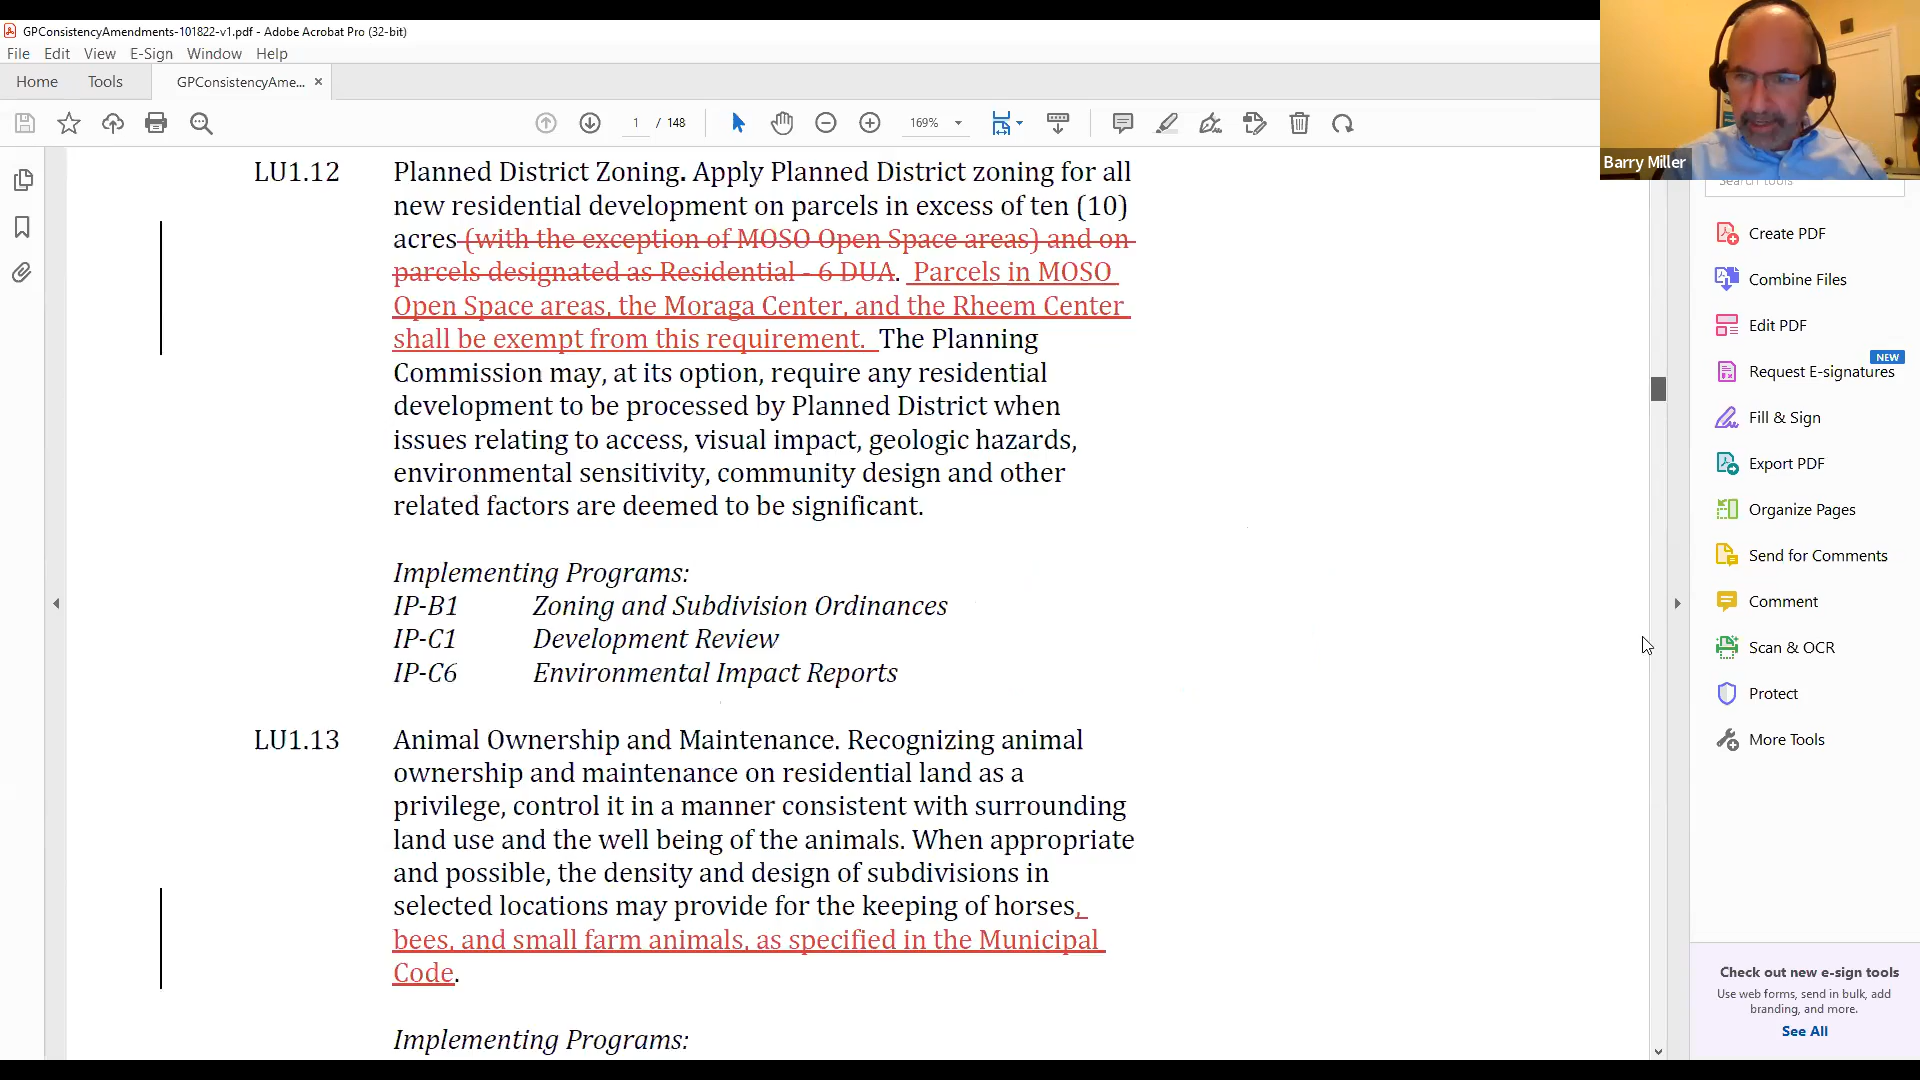 GPConsistencyAmendments-101822-v1.pdf - Adobe Acrobat Pro (32-bit)
File Edit View E-Sign Window Help
Home Tools GPConsistencyAme... ×
1 / 148 169%
Barry Miller
Search tools
LU1.12 Planned District Zoning. Apply Planned District zoning for all
new residential development on parcels in excess of ten (10)
acres (with the exception of MOSO Open Space areas) and on
parcels designated as Residential - 6 DUA. Parcels in MOSO
Open Space areas, the Moraga Center, and the Rheem Center
shall be exempt from this requirement. The Planning
Commission may, at its option, require any residential
development to be processed by Planned District when
issues relating to access, visual impact, geologic hazards,
environmental sensitivity, community design and other
related factors are deemed to be significant.
Implementing Programs:
IP-B1 Zoning and Subdivision Ordinances
IP-C1 Development Review
IP-C6 Environmental Impact Reports
LU1.13 Animal Ownership and Maintenance. Recognizing animal
ownership and maintenance on residential land as a
privilege, control it in a manner consistent with surrounding
land use and the well being of the animals. When appropriate
and possible, the density and design of subdivisions in
selected locations may provide for the keeping of horses,
bees, and small farm animals, as specified in the Municipal
Code.
Implementing Programs:
Create PDF
Combine Files
Edit PDF
NEW
Request E-signatures
Fill & Sign
Export PDF
Organize Pages
Send for Comments
Comment
Scan & OCR
Protect
More Tools
Check out new e-sign tools
Use web forms, send in bulk, add
branding, and more.
See All